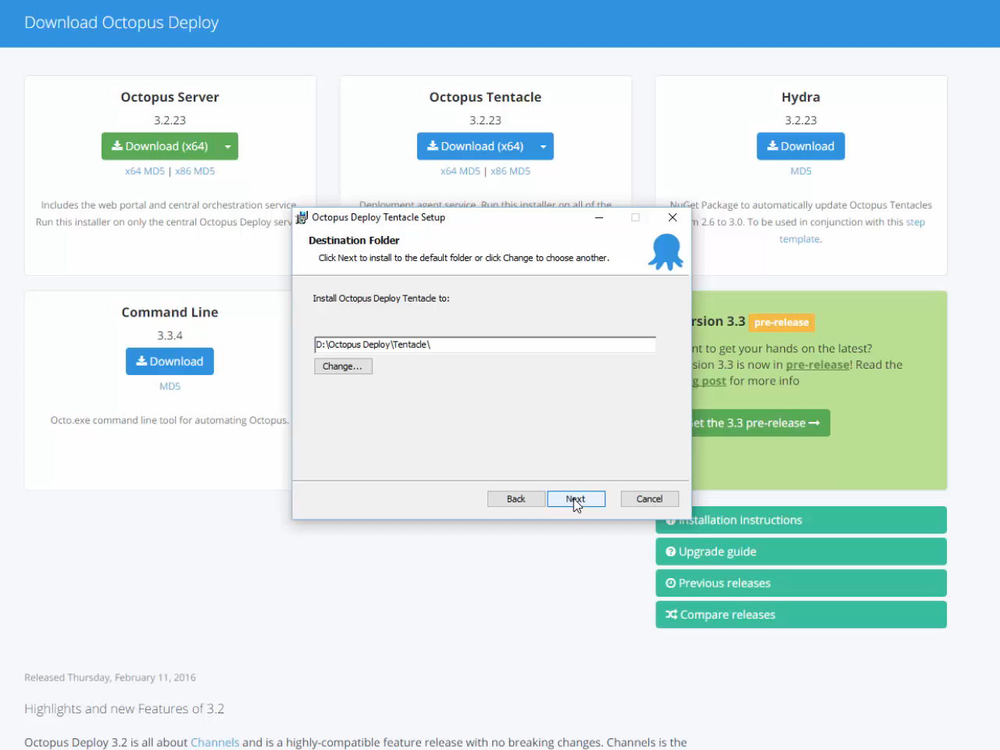 Download Octopus Deploy
Octopus Server
3.2.23
Download (x64)
x64 MD5 | x86 MD5
Includes the web portal and central orchestration service.
Run this installer on only the central Octopus Deploy serv
Octopus Tentacle
3.2.23
Download (x64)
x64 MD5 | x86 MD5
Deployment agent service. Run this installer on all of the
Hydra
3.2.23
Download
MD5
NuGet Package to automatically update Octopus Tentacles
m 2.6 to 3.0. To be used in conjunction with this step
template.
Octopus Deploy Tentacle Setup
Destination Folder
Click Next to install to the default folder or click Change to choose another.
Install Octopus Deploy Tentacle to:
D:\Octopus Deploy\Tentacle\
Change...
Back
Next
Cancel
Command Line
3.3.4
Download
MD5
Octo.exe command line tool for automating Octopus.
rsion 3.3 pre-release
nt to get your hands on the latest?
sion 3.3 is now in pre-release! Read the
g post for more info
et the 3.3 pre-release →
Installation instructions
Upgrade guide
Previous releases
Compare releases
Released Thursday, February 11, 2016
Highlights and new Features of 3.2
Octopus Deploy 3.2 is all about Channels and is a highly-compatible feature release with no breaking changes. Channels is the